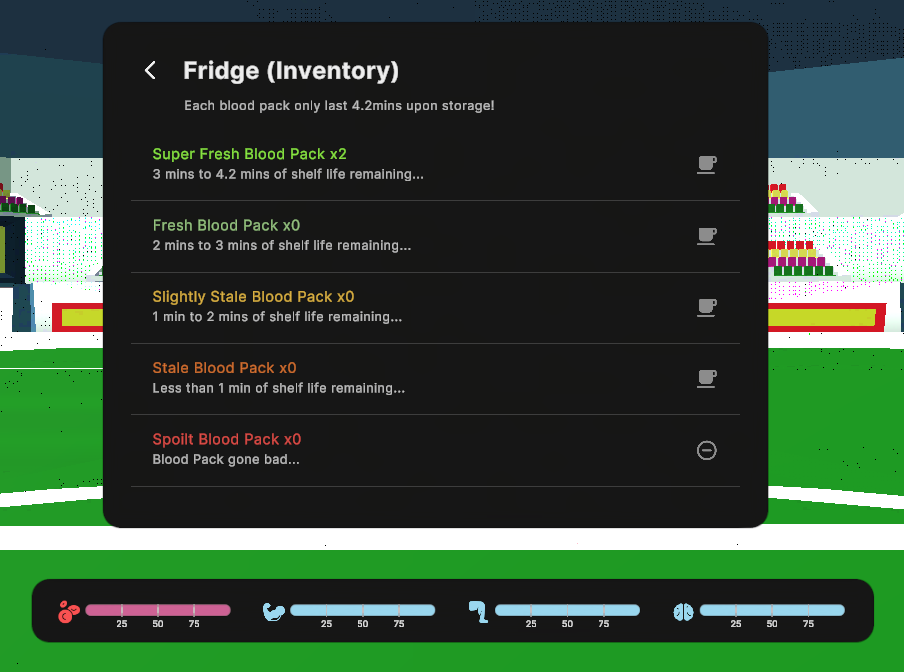 Fridge (Inventory)
Each blood pack only last 4.2mins upon storage!
Super Fresh Blood Pack x2
3 mins to 4.2 mins of shelf life remaining...
Fresh Blood Pack x0
2 mins to 3 mins of shelf life remaining...
Slightly Stale Blood Pack x0
1 min to 2 mins of shelf life remaining...
Stale Blood Pack x0
Less than 1 min of shelf life remaining...
Spoilt Blood Pack x0
Blood Pack gone bad...
25 50 75 25 50 75 25 50 75 25 50 75